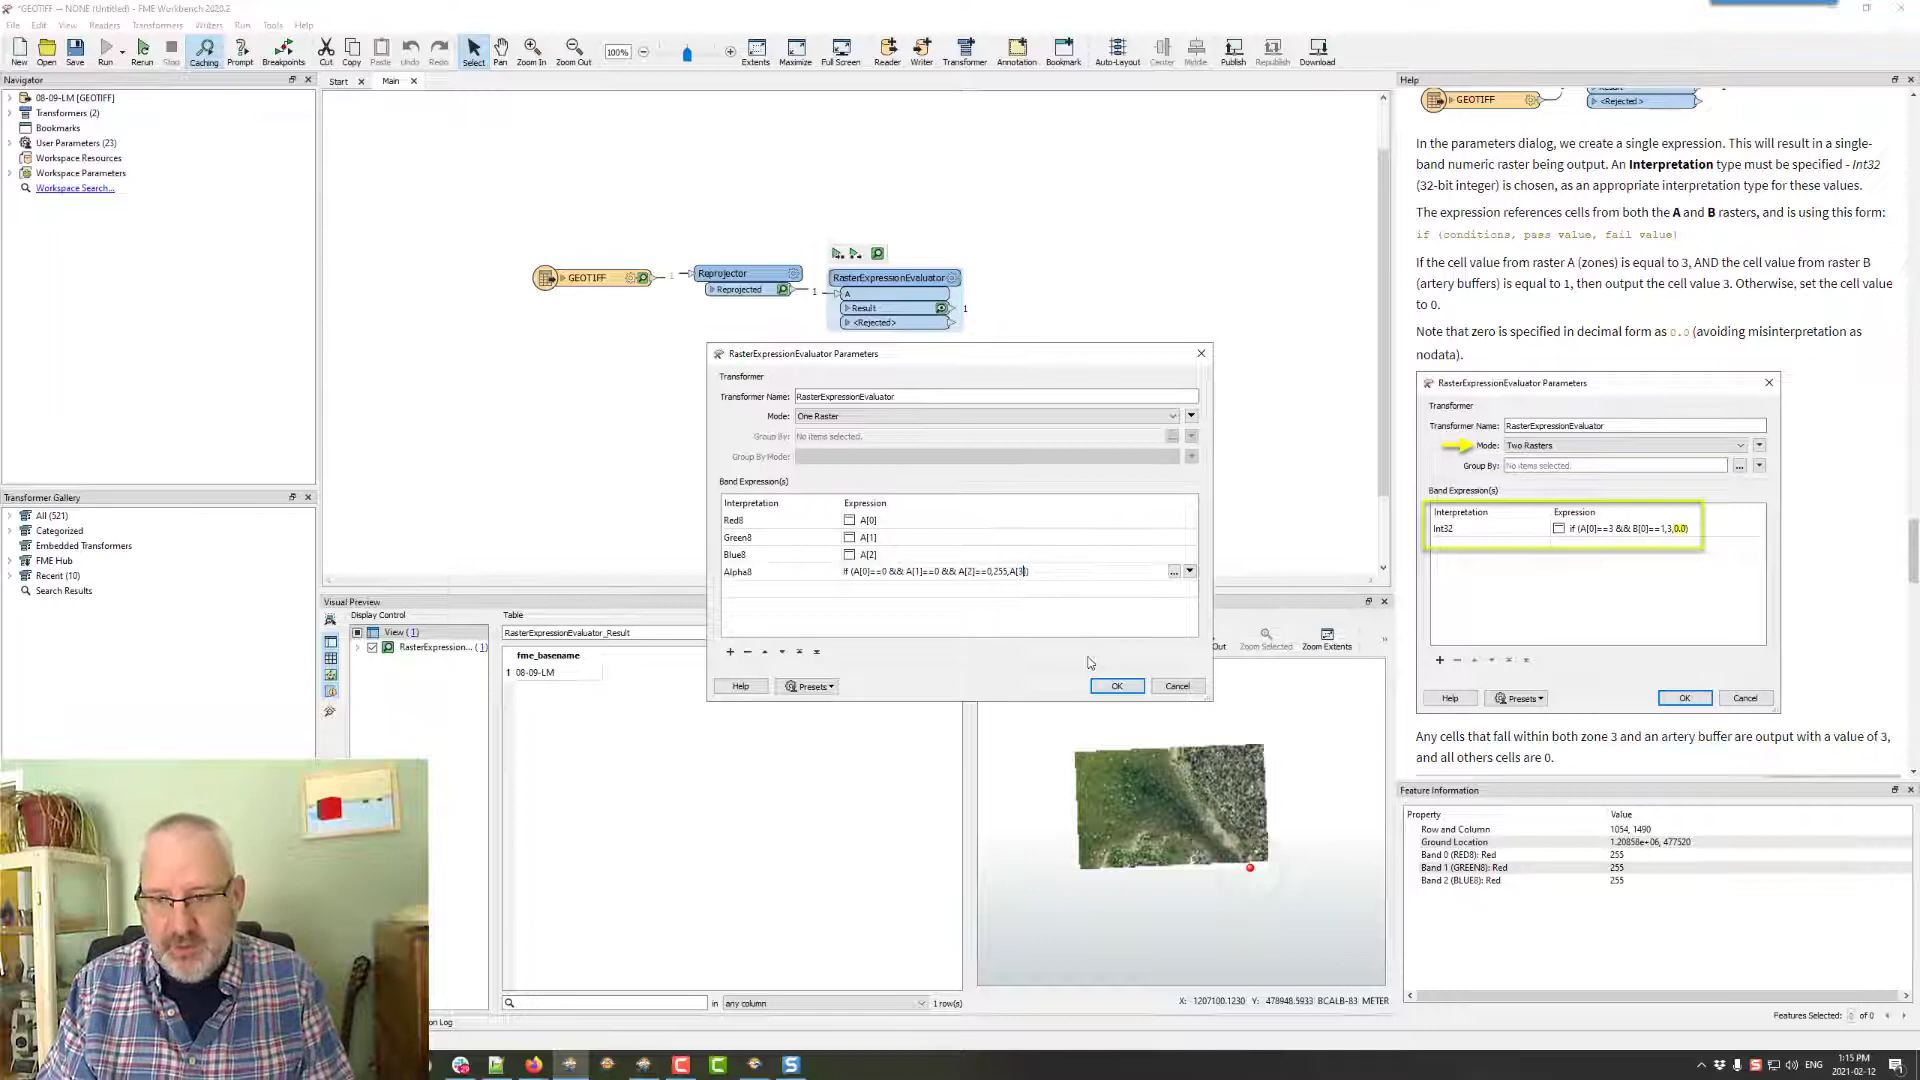 *GEOTIFF → NONE (Untitled) - FME Workbench 2020.2
File Edit View Readers Transformers Writers Run Tools Help
New Open Save Run Rerun Stop Caching Prompt Breakpoints Cut Copy Paste Undo Redo Select Pan Zoom In Zoom Out 100% Extents Maximize Full Screen Reader Writer Transformer Annotation Bookmark Auto-Layout Center Middle Publish Republish Download
Navigator
08-09-LM [GEOTIFF]
Transformers (2)
Bookmarks
User Parameters (23)
Workspace Resources
Workspace Parameters
Workspace Search...
Transformer Gallery
All (521)
Categorized
Embedded Transformers
FME Hub
Recent (10)
Search Results
Start Main
GEOTIFF
1
Reprojector
Reprojected
1
RasterExpressionEvaluator
A
Result
1
<Rejected>
RasterExpressionEvaluator Parameters
Transformer
Transformer Name: RasterExpressionEvaluator
Mode: One Raster
Group By: No items selected.
Group By Mode:
Band Expression(s)
Interpretation Expression
Red8 A[0]
Green8 A[1]
Blue8 A[2]
Alpha8 if (A[0]==0 && A[1]==0 && A[2]==0,255,A[3])
Help Presets OK Cancel
Visual Preview
Display Control
View (1)
RasterExpression... (1)
Table
RasterExpressionEvaluator_Result
fme_basename
1 08-09-LM
in any column 1 row(s)
Out Zoom Selected Zoom Extents
X: 1207100.1230 Y: 478948.5933 BCALB-83 METER
on Log
Help
GEOTIFF
Result
<Rejected>
In the parameters dialog, we create a single expression. This will result in a single-
band numeric raster being output. An Interpretation type must be specified - Int32
(32-bit integer) is chosen, as an appropriate interpretation type for these values.
The expression references cells from both the A and B rasters, and is using this form:
if (conditions, pass value, fail value)
If the cell value from raster A (zones) is equal to 3, AND the cell value from raster B
(artery buffers) is equal to 1, then output the cell value 3. Otherwise, set the cell value
to 0.
Note that zero is specified in decimal form as 0.0 (avoiding misinterpretation as
nodata).
RasterExpressionEvaluator Parameters
Transformer
Transformer Name: RasterExpressionEvaluator
Mode: Two Rasters
Group By: No items selected.
Band Expression(s)
Interpretation Expression
Int32 if (A[0]==3 && B[0]==1,3,0.0)
Help Presets OK Cancel
Any cells that fall within both zone 3 and an artery buffer are output with a value of 3,
and all others cells are 0.
Feature Information
Property Value
Row and Column 1054, 1490
Ground Location 1.20858e+06, 477520
Band 0 (RED8): Red 255
Band 1 (GREEN8): Red 255
Band 2 (BLUE8): Red 255
Features Selected: 0 of 0
1:15 PM
2021-02-12